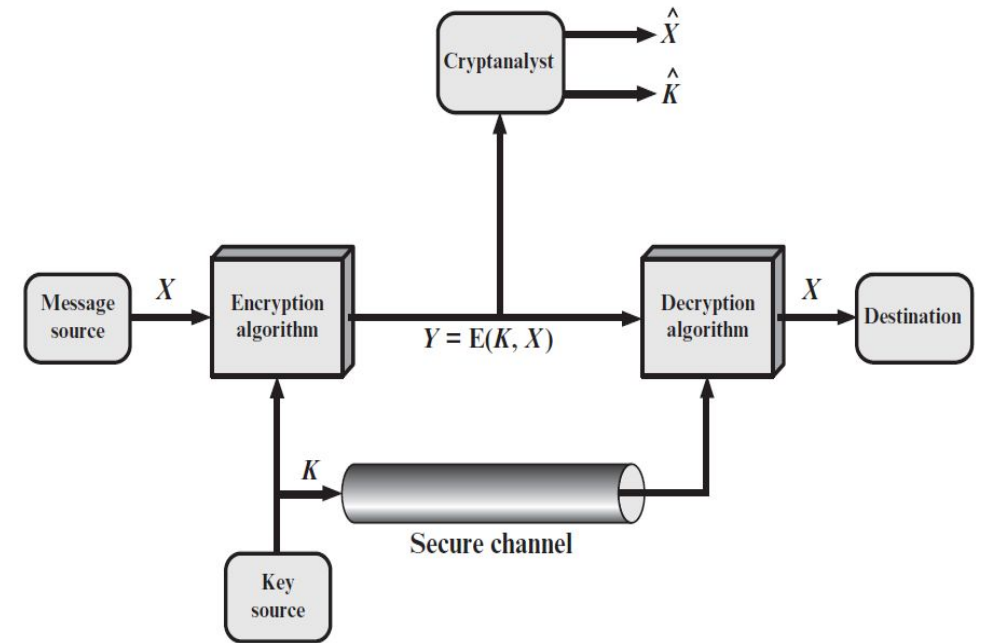 X̂
Cryptanalyst
K̂
Message
source
X
Encryption
algorithm
Y = E(K, X)
Decryption
algorithm
X
Destination
K
Secure channel
Key
source